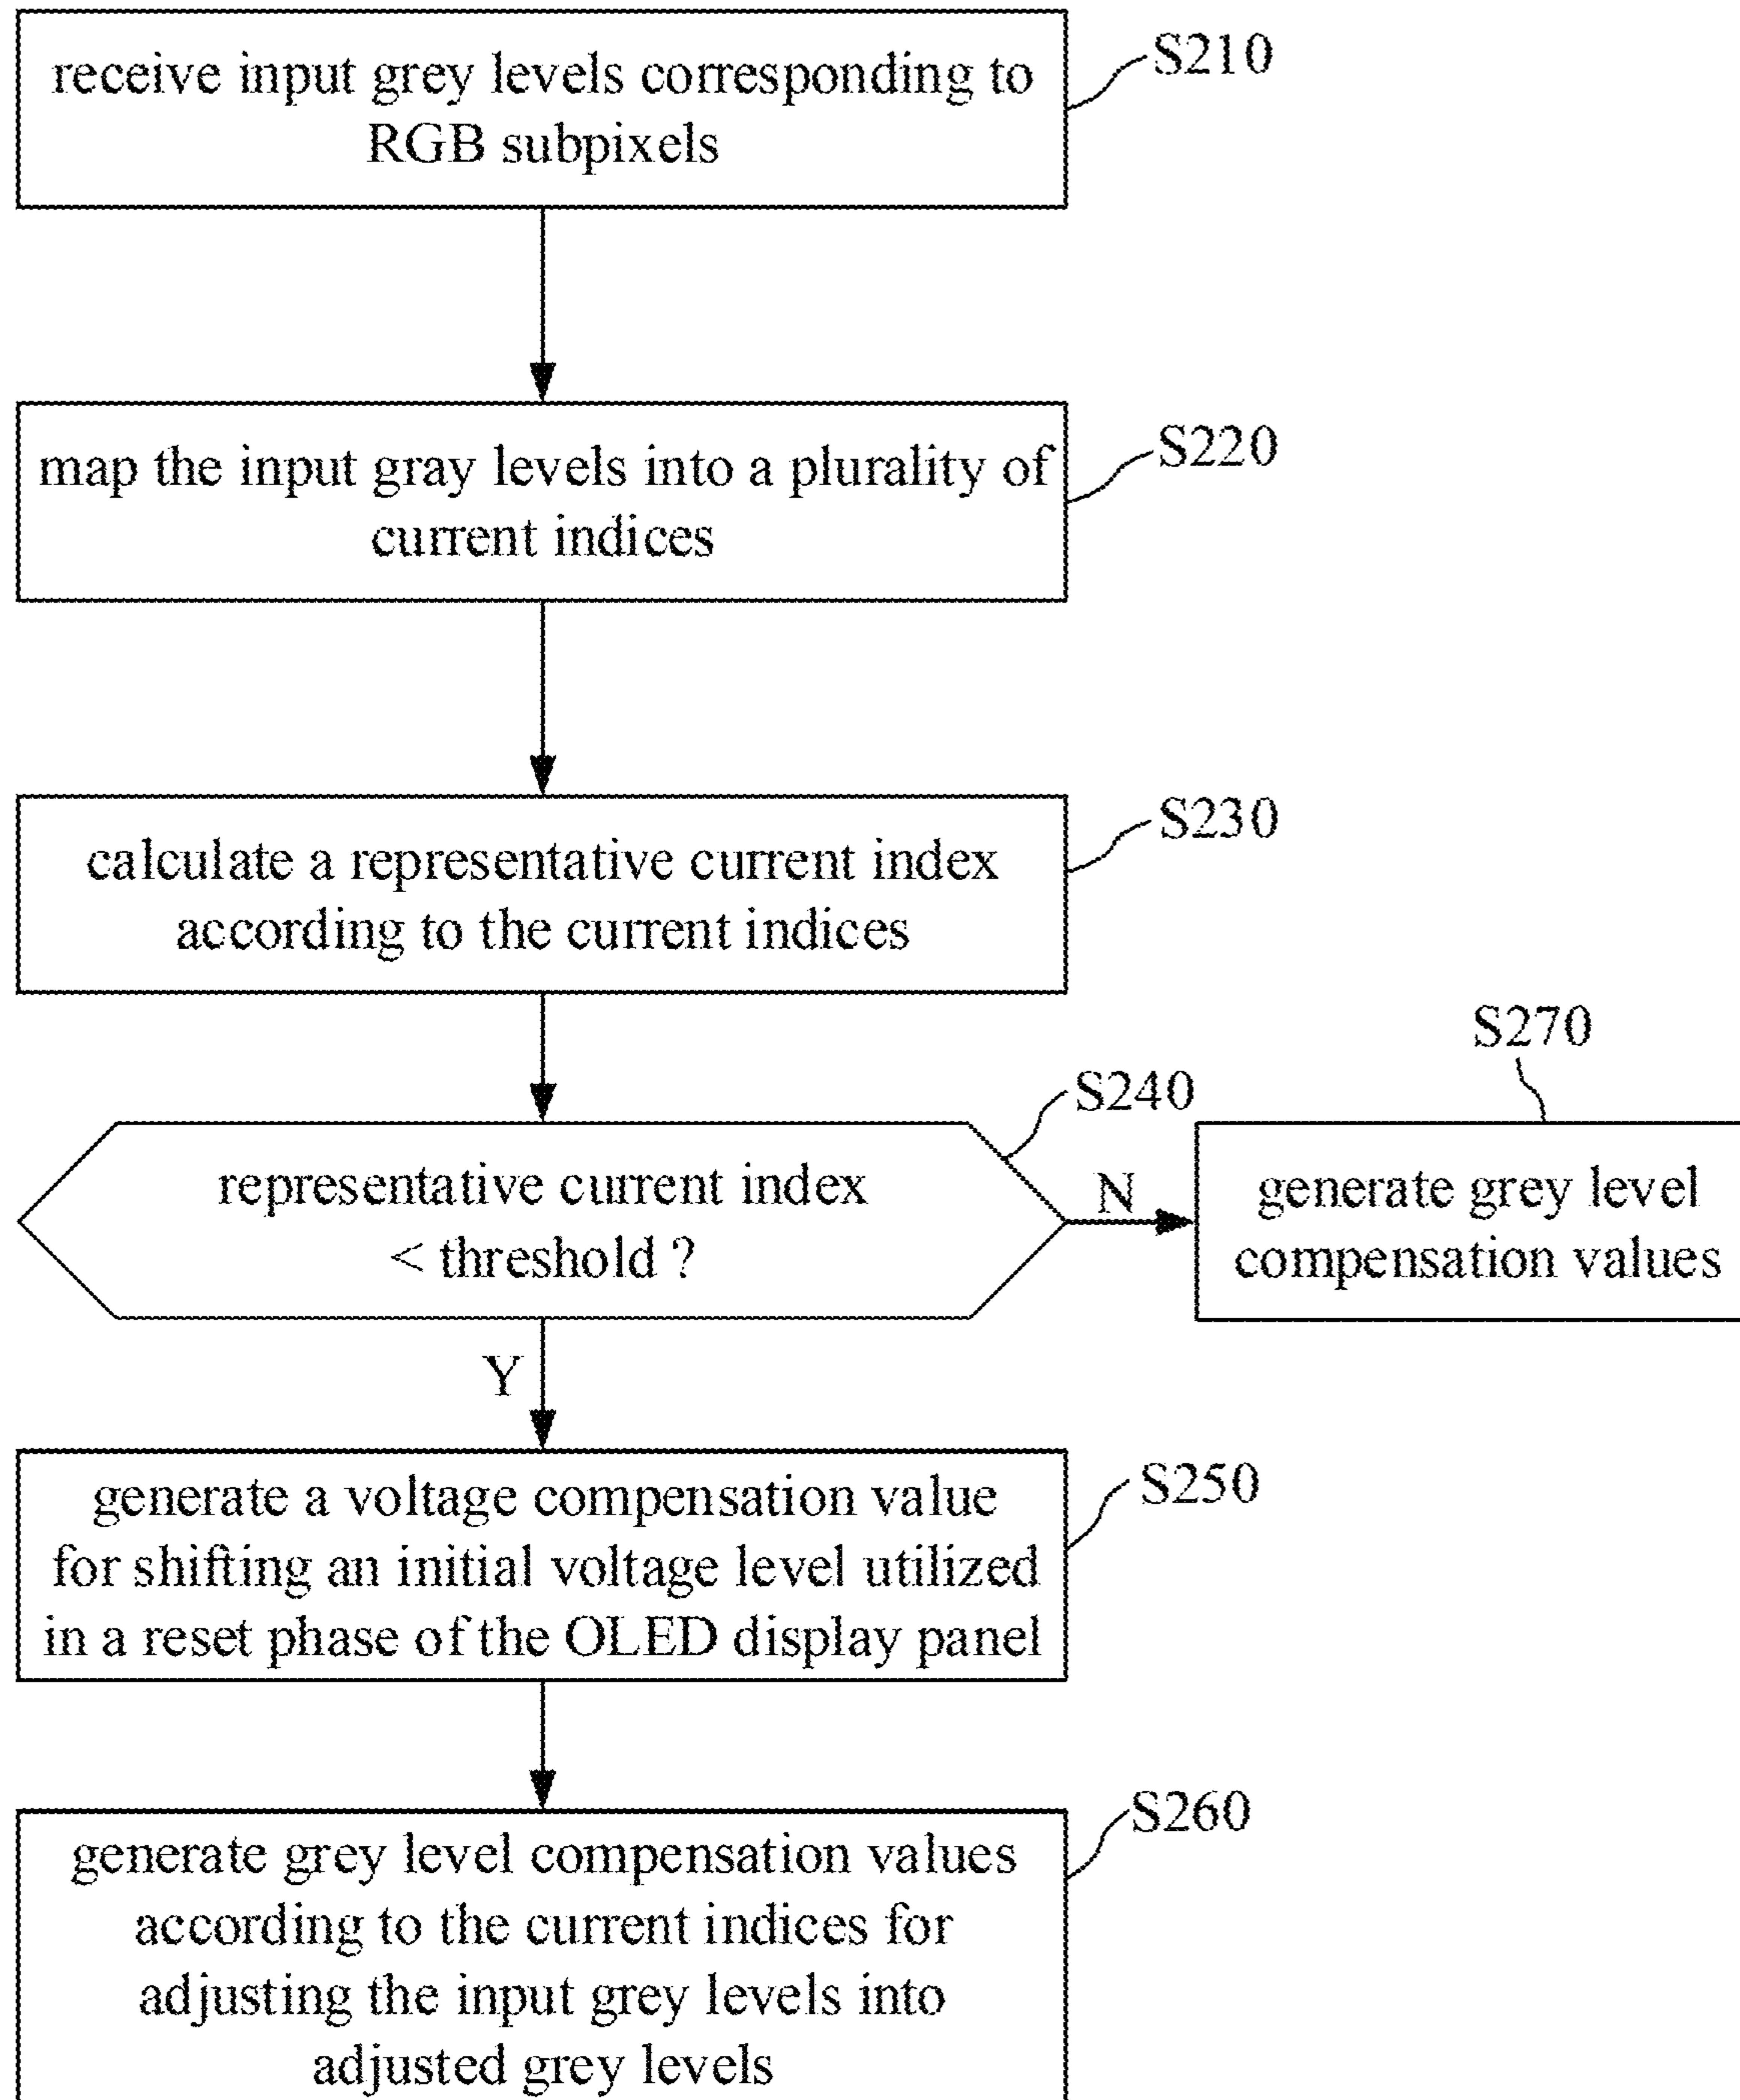 receive input grey levels corresponding to
RGB subpixels
S210
map the input gray levels into a plurality of
current indices
S220
calculate a representative current index
according to the current indices
S230
representative current index
< threshold ?
S240
N
generate grey level
compensation values
S270
Y
generate a voltage compensation value
for shifting an initial voltage level utilized
in a reset phase of the OLED display panel
S250
generate grey level compensation values
according to the current indices for
adjusting the input grey levels into
adjusted grey levels
S260